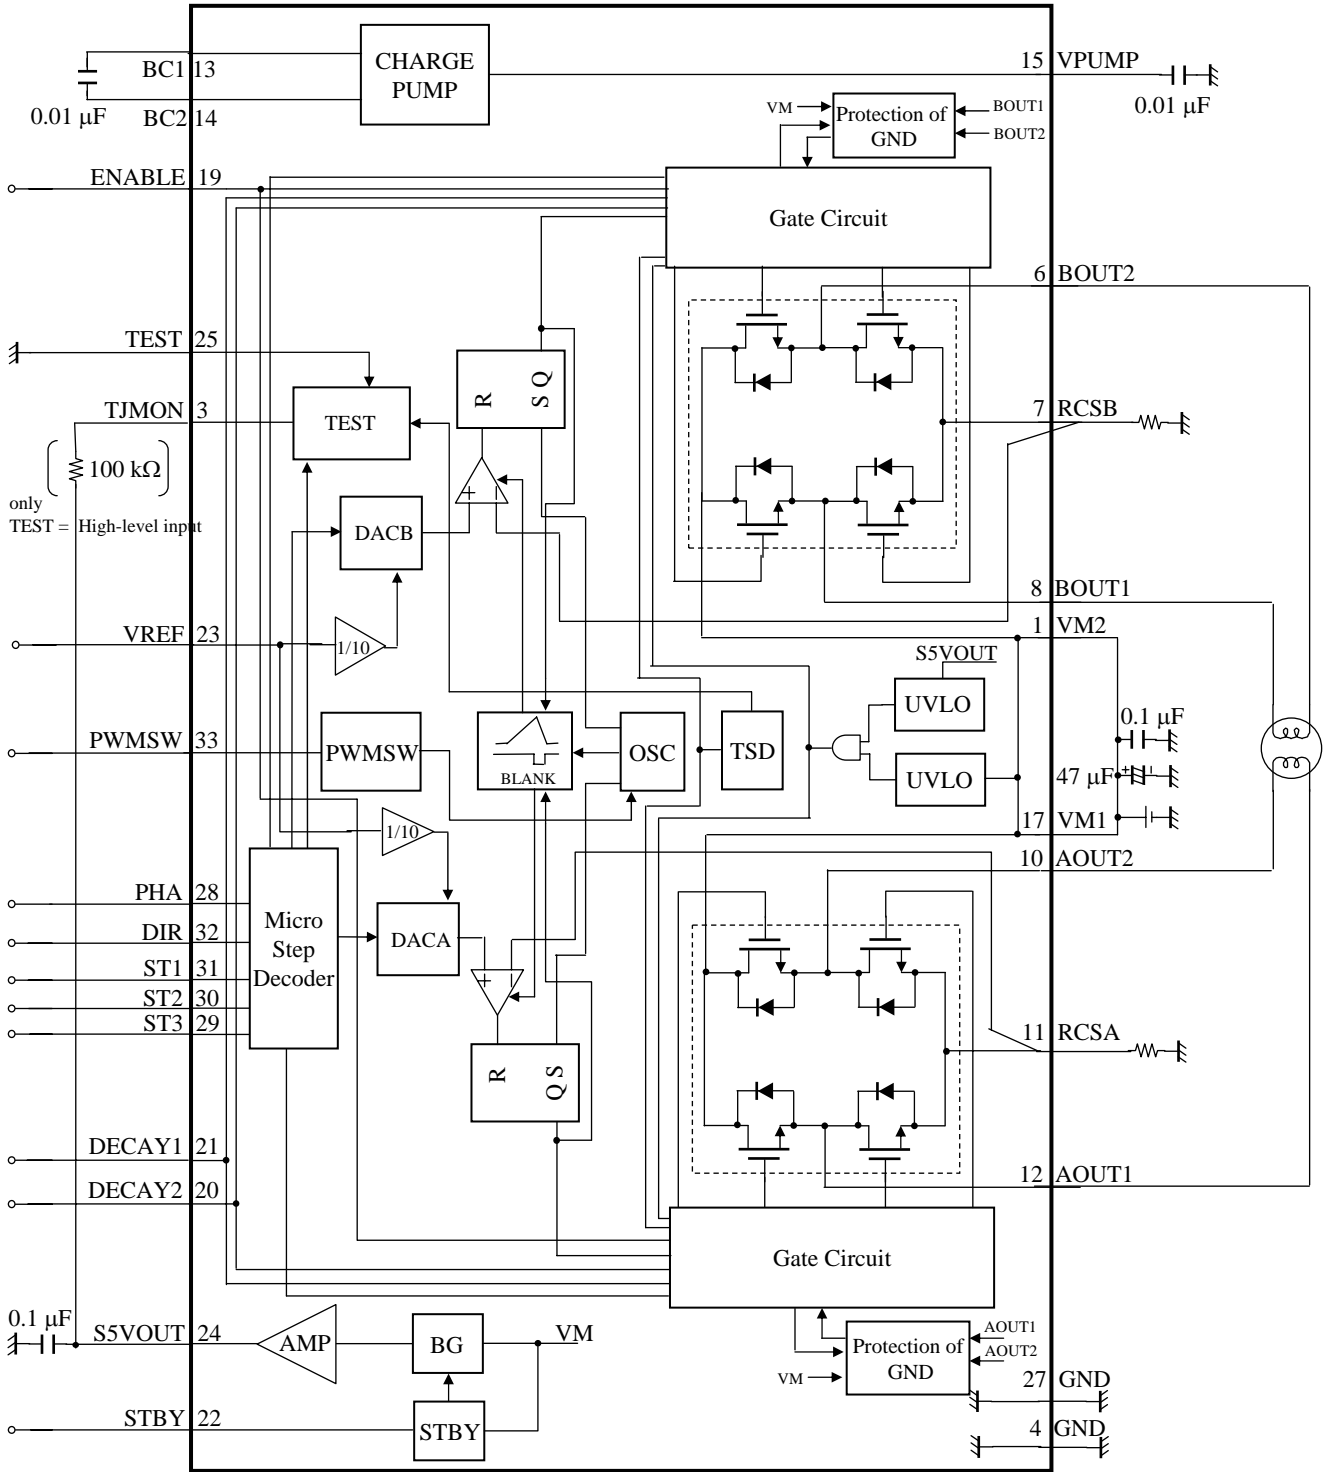 CHARGE
PUMP
BC1 13
0.01 µF
BC2 14
15 VPUMP
0.01 µF
VM
Protection of
GND
BOUT1
BOUT2
ENABLE 19
Gate Circuit
6 BOUT2
TEST 25
R
S Q
TJMON 3
TEST
7 RCSB
100 kΩ
only
TEST = High-level input
+
−
DACB
8 BOUT1
VREF 23
1/10
1 VM2
S5VOUT
UVLO
0.1 µF
PWMSW 33
PWMSW
BLANK
OSC
TSD
UVLO
47 µF
+
-
17 VM1
1/10
10 AOUT2
PHA 28
DIR 32
ST1 31
ST2 30
ST3 29
Micro
Step
Decoder
DACA
+
−
11 RCSA
R
Q S
DECAY1 21
DECAY2 20
12 AOUT1
Gate Circuit
0.1 µF
S5VOUT 24
AMP
BG
VM
Protection of
GND
AOUT1
AOUT2
VM
27 GND
STBY 22
STBY
4 GND